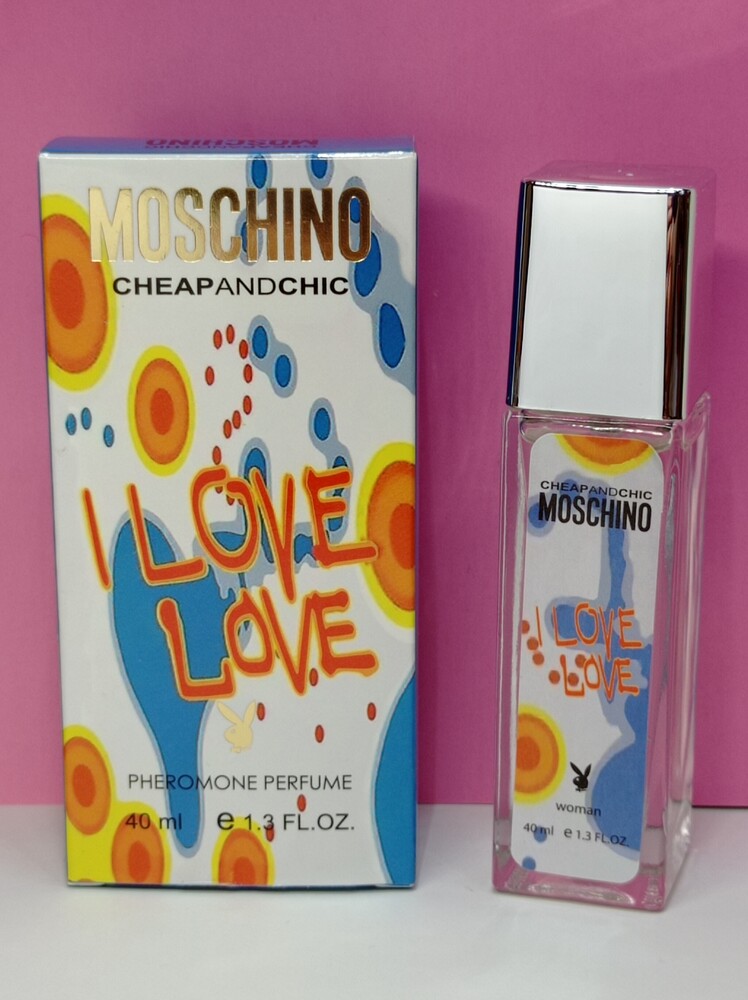 MOSCHINO
MOSCHINO
CHEAPANDCHIC
I LOVE
LOVE
PHEROMONE PERFUME
40 ml e 1.3 FL.OZ.
CHEAPANDCHIC
MOSCHINO
I LOVE
LOVE
woman
40 ml e 1.3 FL.OZ.